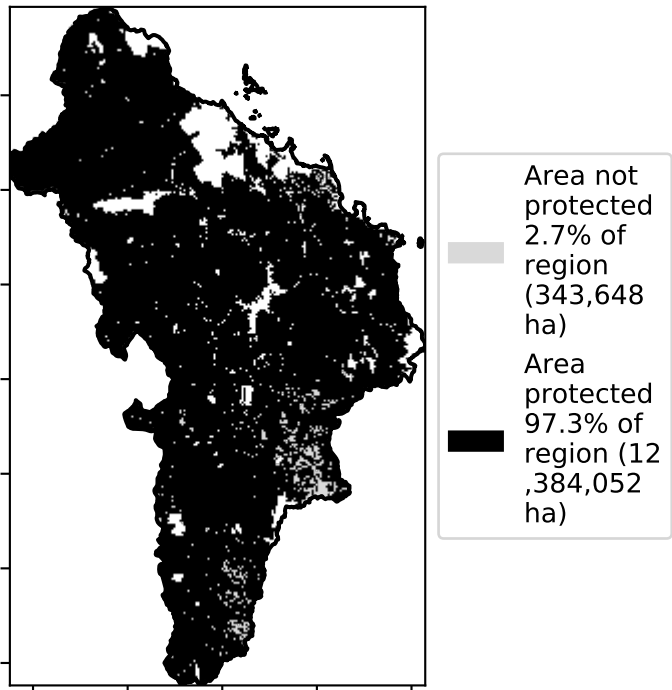 Area not
protected
2.7% of
region
(343,648
ha)
Area
protected
97.3% of
region (12
,384,052
ha)